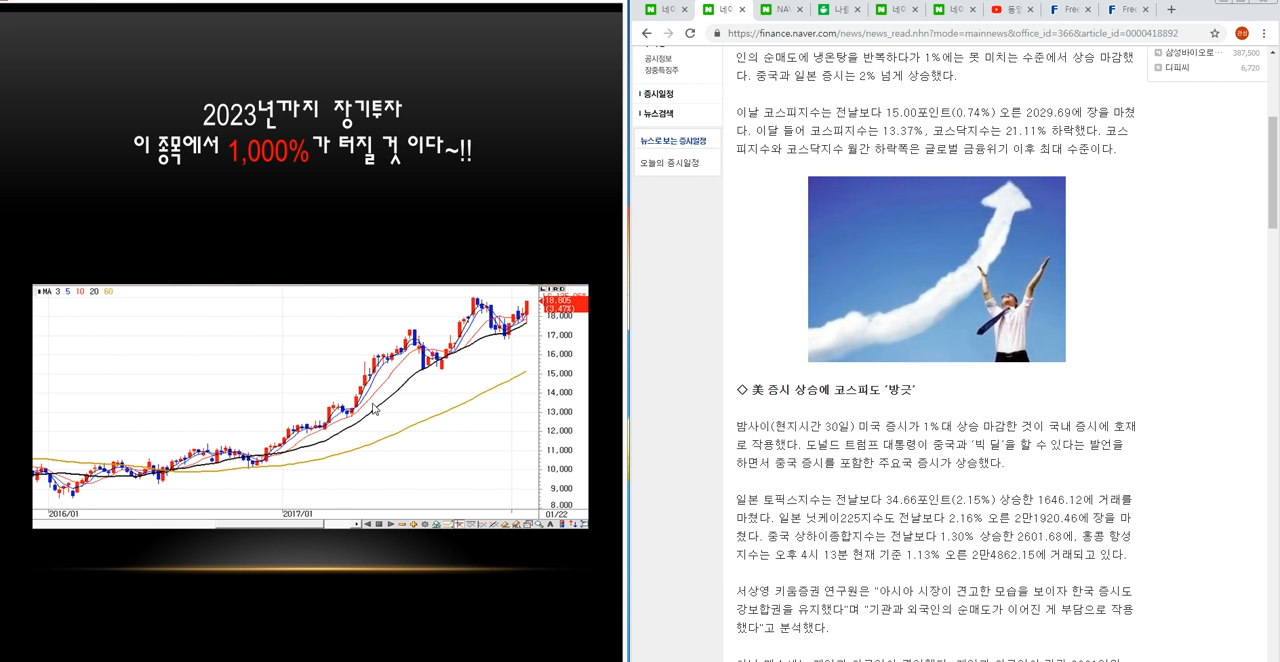 2023년까지 장기투자
이 종목에서 1,000%가 터질 것 이다~!!
MA 3 5 10 20 60
18,805
(3.47%)
18,000
17,000
16,000
15,000
14,000
13,000
12,000
11,000
10,000
9,000
8,000
2016/01
2017/01
01/22
https://finance.naver.com/news/news_read.nhn?mode=mainnews&office_id=366&article_id=0000418892
공시정보
장중특징주
증시일정
뉴스검색
뉴스로 보는 증시일정
오늘의 증시일정
인의 순매도에 냉온탕을 반복하다가 1%에는 못 미치는 수준에서 상승 마감했
다. 중국과 일본 증시는 2% 넘게 상승했다.
이날 코스피지수는 전날보다 15.00포인트(0.74%) 오른 2029.69에 장을 마쳤
다. 이달 들어 코스피지수는 13.37%, 코스닥지수는 21.11% 하락했다. 코스
피지수와 코스닥지수 월간 하락폭은 글로벌 금융위기 이후 최대 수준이다.
◇ 美 증시 상승에 코스피도 ‘방긋’
밤사이(현지시간 30일) 미국 증시가 1%대 상승 마감한 것이 국내 증시에 호재
로 작용했다. 도널드 트럼프 대통령이 중국과 ‘빅 딜’을 할 수 있다는 발언을
하면서 중국 증시를 포함한 주요국 증시가 상승했다.
일본 토픽스지수는 전날보다 34.66포인트(2.15%) 상승한 1646.12에 거래를
마쳤다. 일본 닛케이225지수도 전날보다 2.16% 오른 2만1920.46에 장을 마
쳤다. 중국 상하이종합지수는 전날보다 1.30% 상승한 2601.68에, 홍콩 항성
지수는 오후 4시 13분 현재 기준 1.13% 오른 2만4862.15에 거래되고 있다.
서상영 키움증권 연구원은 "아시아 시장이 견고한 모습을 보이자 한국 증시도
강보합권을 유지했다"며 "기관과 외국인의 순매도가 이어진 게 부담으로 작용
했다"고 분석했다.
삼성바이오로… 387,500
디피씨 6,720